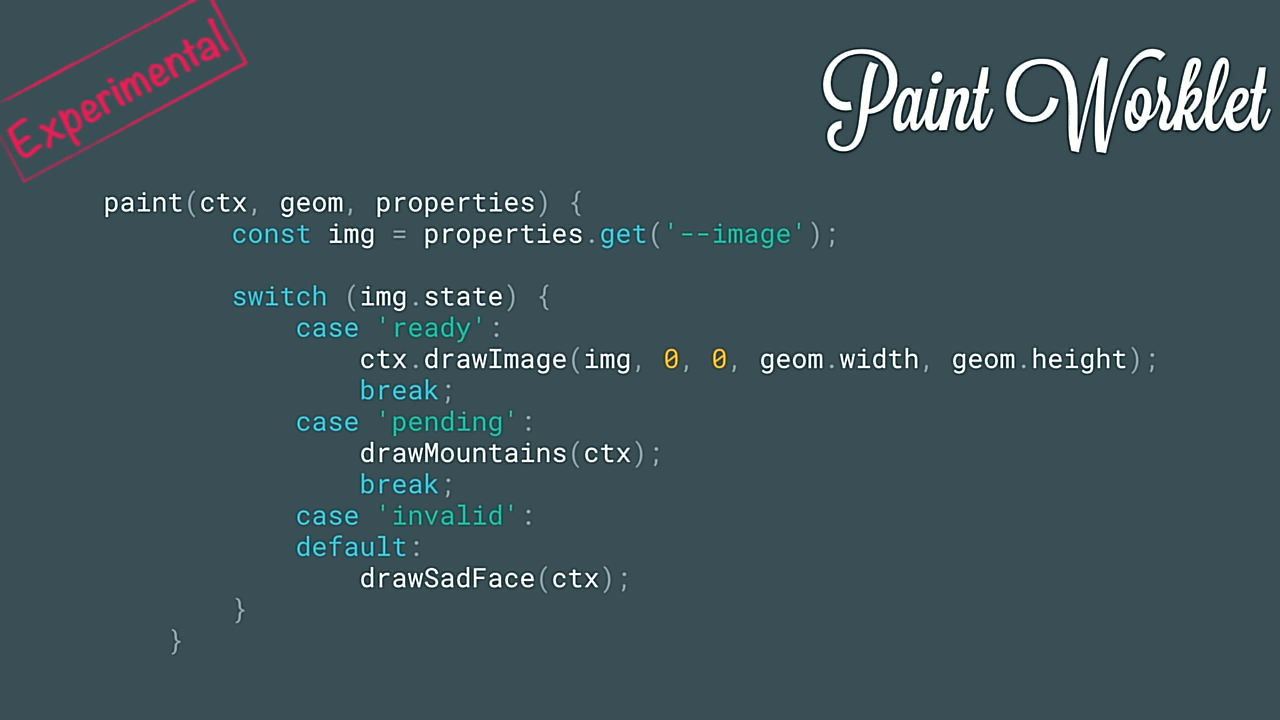 Experimental
Paint Worklet
paint(ctx, geom, properties) {
const img = properties.get('--image');
switch (img.state) {
case 'ready':
ctx.drawImage(img, 0, 0, geom.width, geom.height);
break;
case 'pending':
drawMountains(ctx);
break;
case 'invalid':
default:
drawSadFace(ctx);
}
}